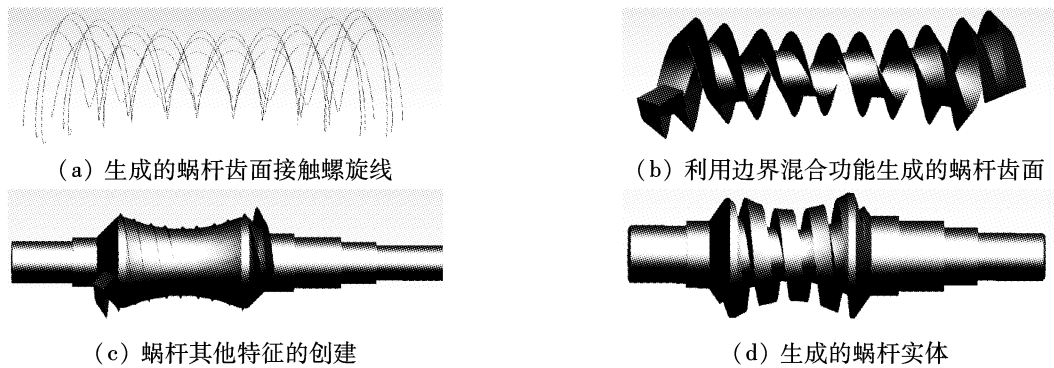 (a) 生成的蜗杆齿面接触螺旋线
(b) 利用边界混合功能生成的蜗杆齿面
(c) 蜗杆其他特征的创建
(d) 生成的蜗杆实体